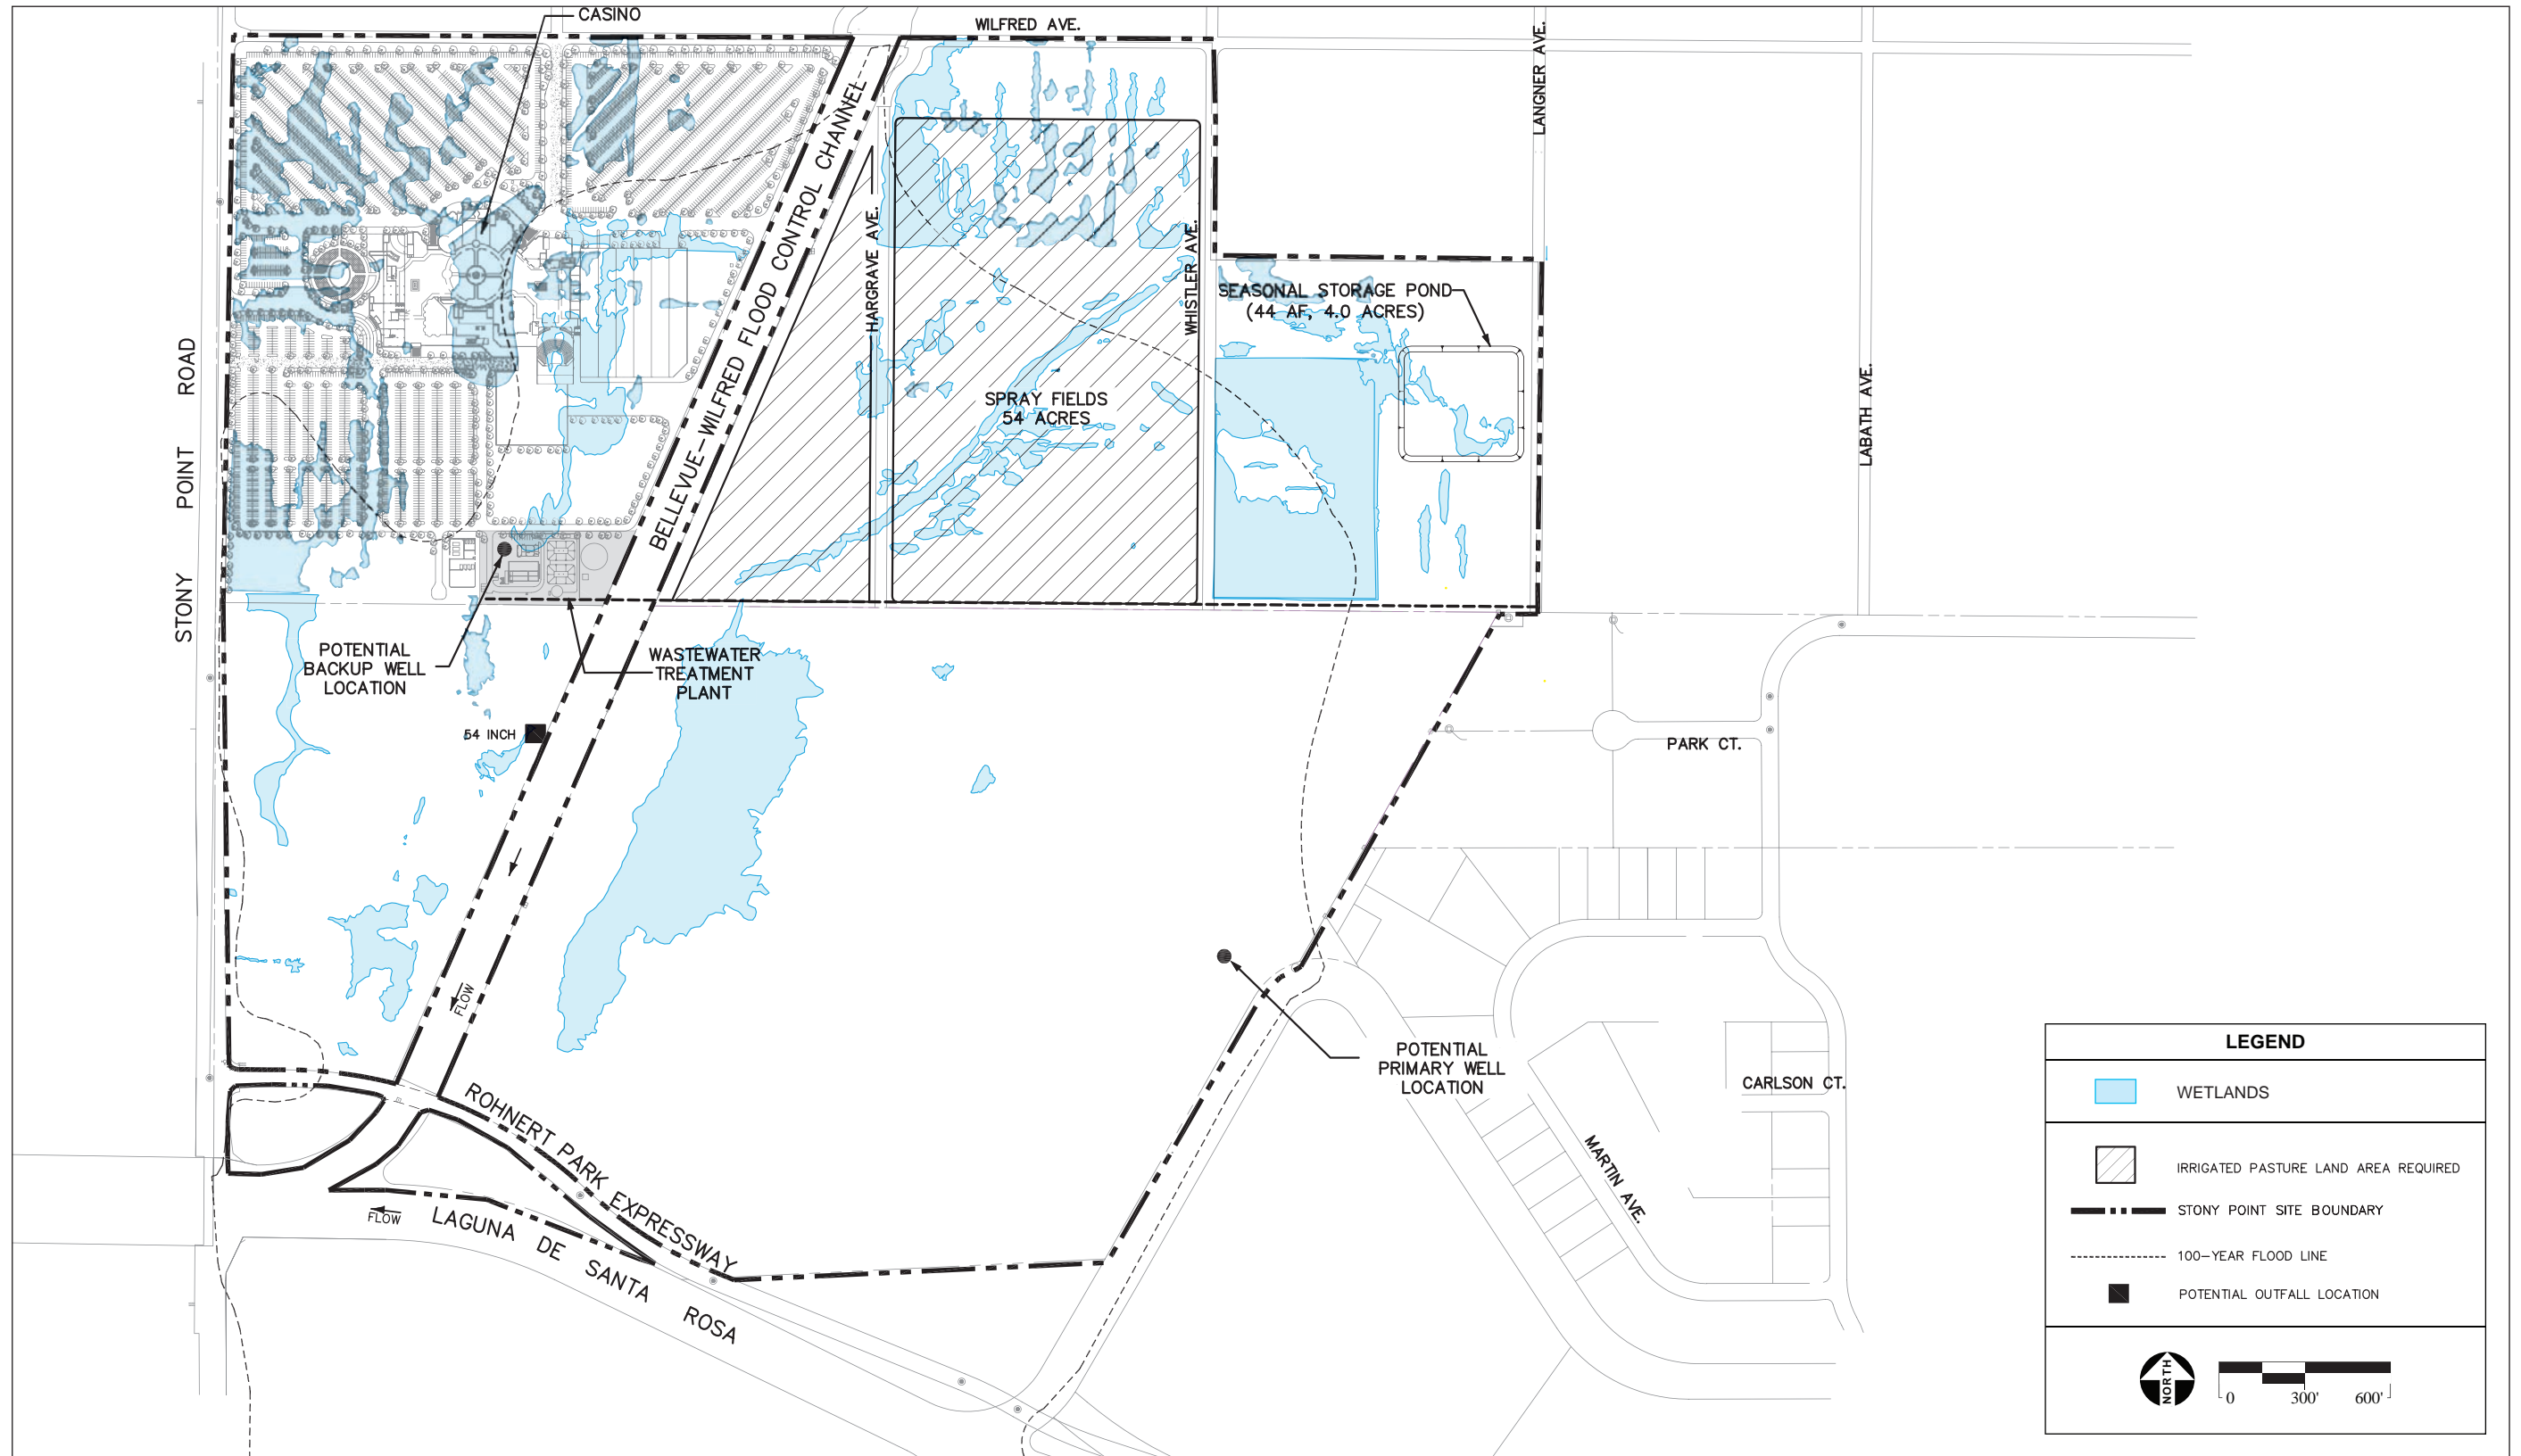 CASINO
WILFRED AVE.
LANGNER AVE.
BELLEVUE-WILFRED FLOOD CONTROL CHANNEL
HARGRAVE AVE.
WHISTLER AVE.
SEASONAL STORAGE POND
(44 AF, 4.0 ACRES)
STONY POINT ROAD
SPRAY FIELDS
54 ACRES
LABATH AVE.
POTENTIAL
BACKUP WELL
LOCATION
WASTEWATER
TREATMENT
PLANT
54 INCH
PARK CT.
FLOW
POTENTIAL
PRIMARY WELL
LOCATION
CARLSON CT.
MARTIN AVE.
ROHNERT PARK EXPRESSWAY
FLOW
LAGUNA DE SANTA ROSA
LEGEND
WETLANDS
IRRIGATED PASTURE LAND AREA REQUIRED
STONY POINT SITE BOUNDARY
100-YEAR FLOOD LINE
POTENTIAL OUTFALL LOCATION
NORTH
0 300' 600'